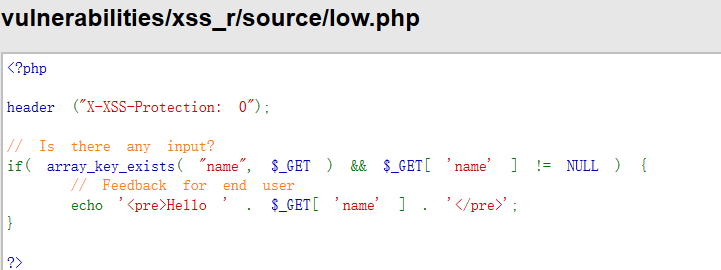 vulnerabilities/xss_r/source/low.php
<?php
header ("X-XSS-Protection: 0");
// Is there any input?
if( array_key_exists( "name", $_GET ) && $_GET[ 'name' ] != NULL ) {
// Feedback for end user
echo '<pre>Hello ' . $_GET[ 'name' ] . '</pre>';
}
?>